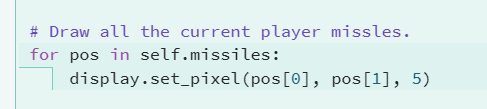 # Draw all the current player missles.
for pos in self.missiles:
    display.set_pixel(pos[0], pos[1], 5)